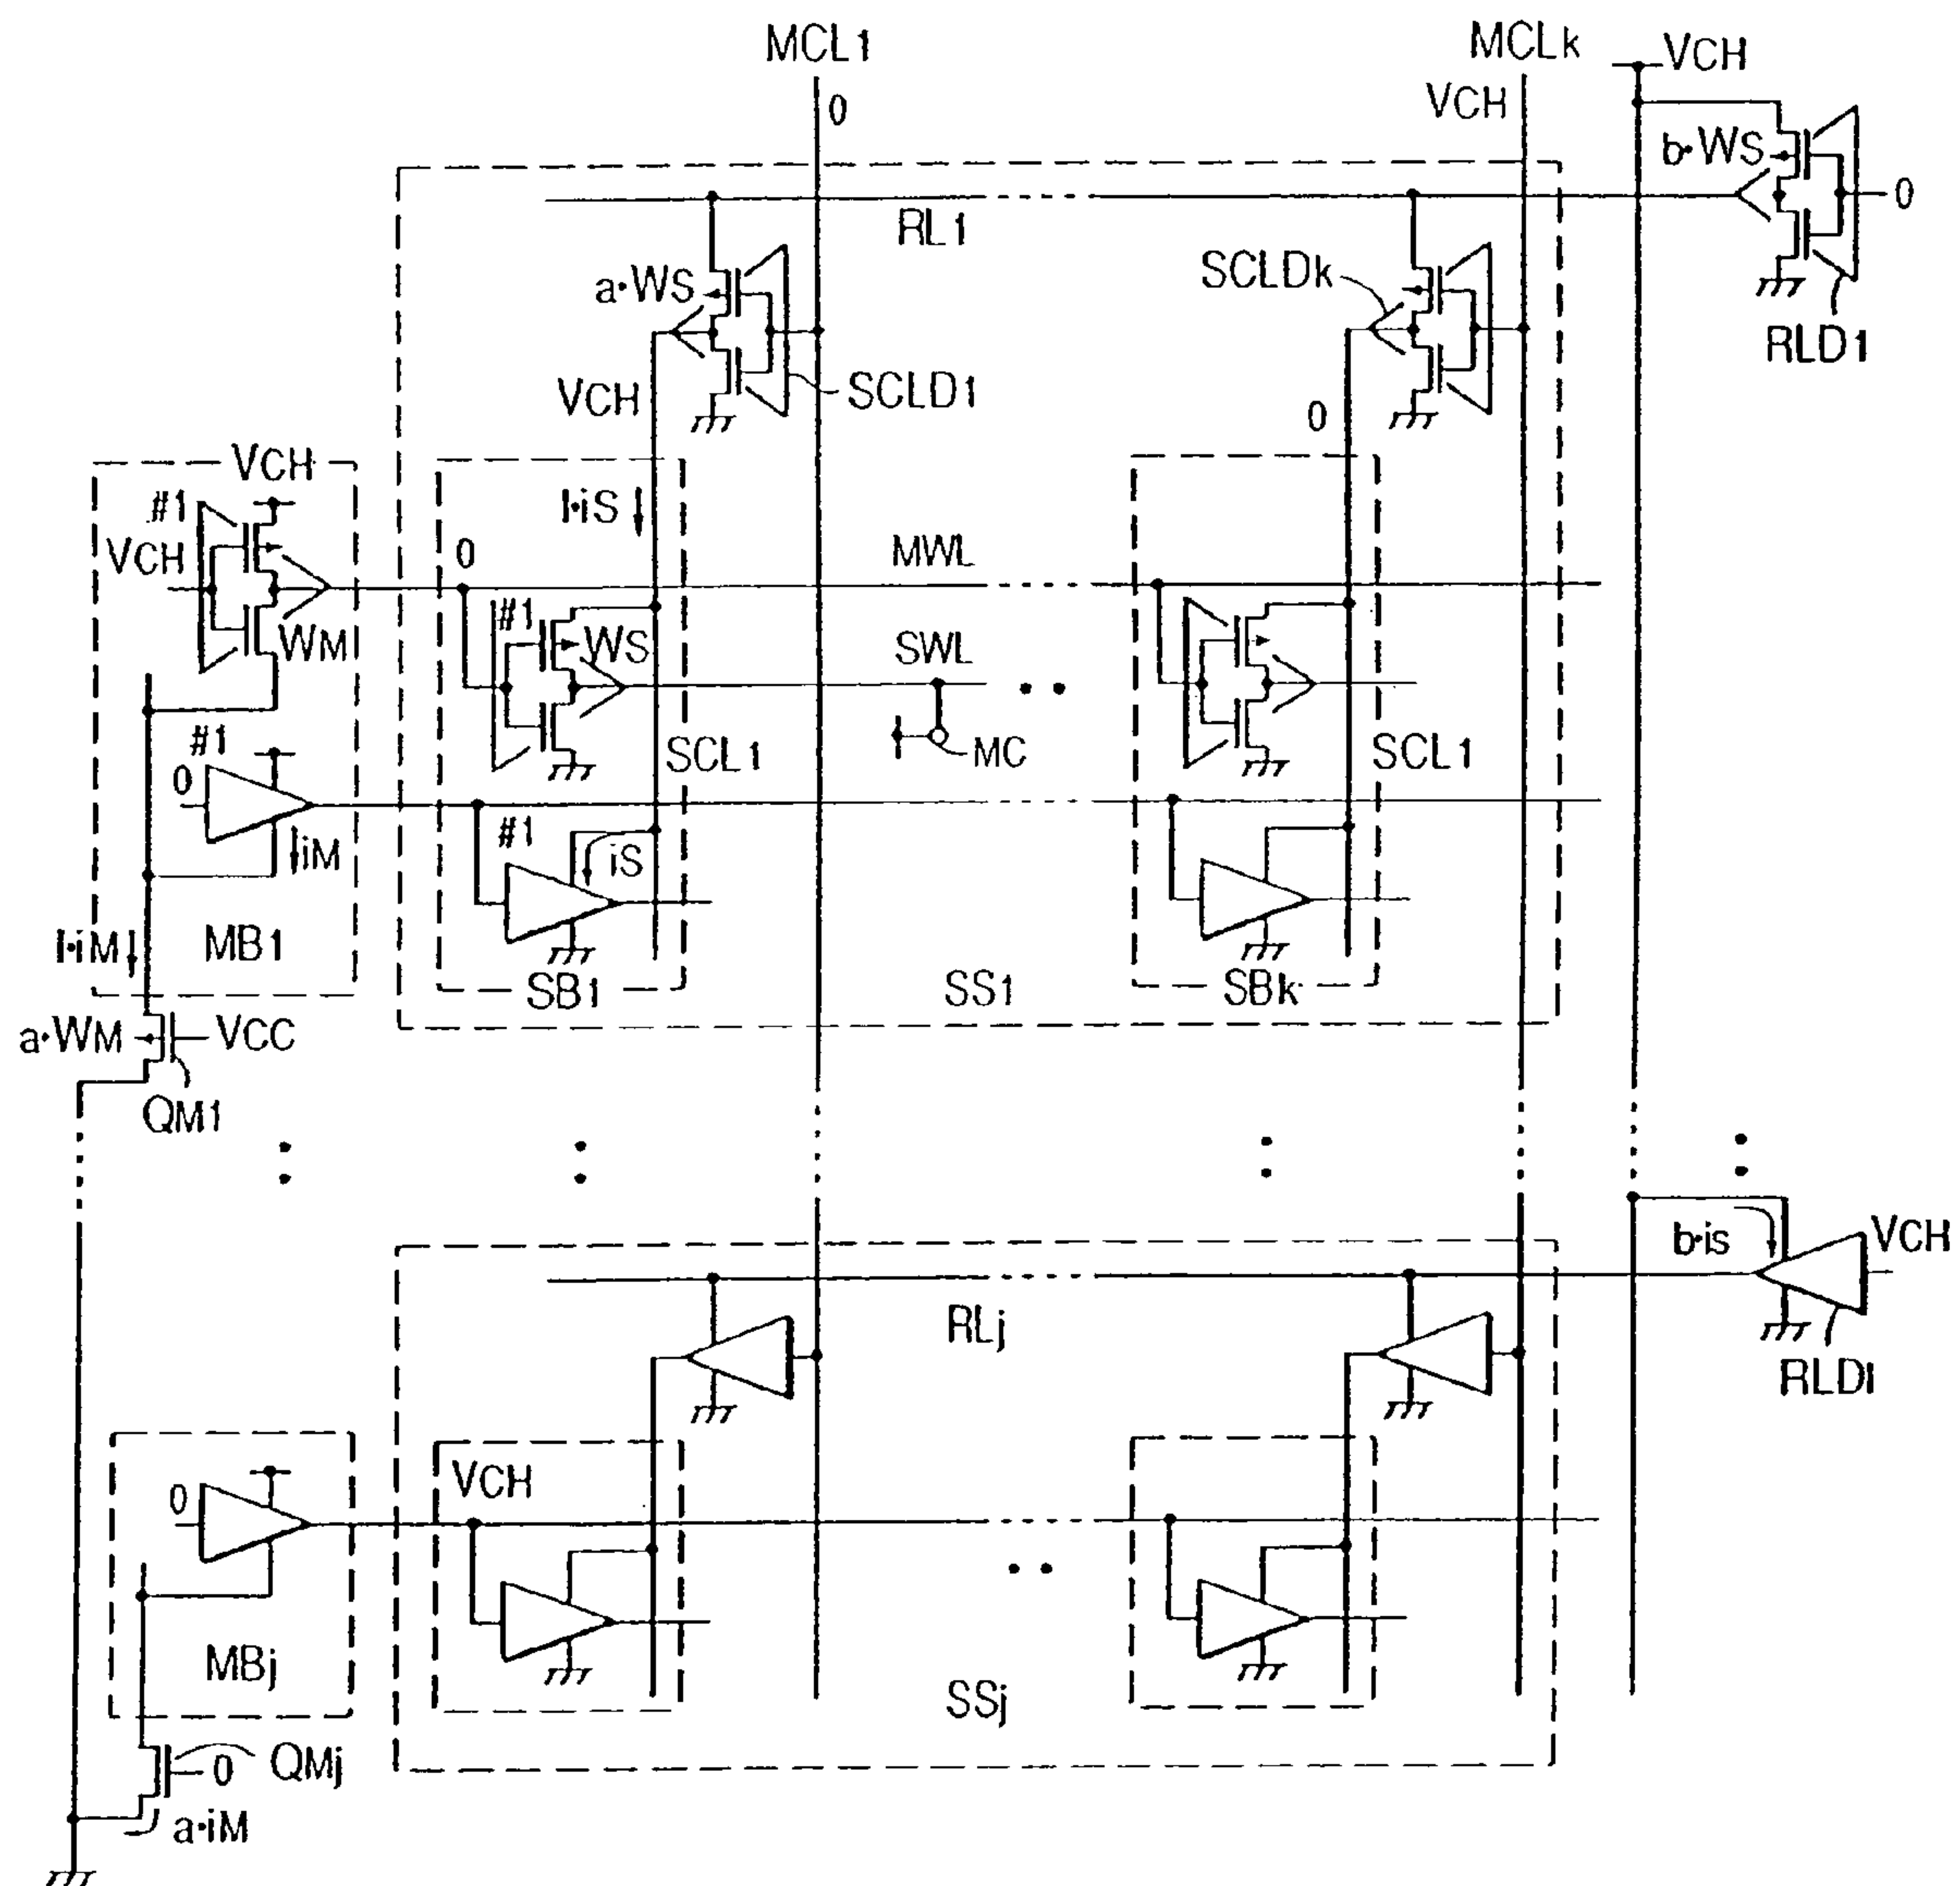 MCL1
MCLk
VCH
0
VCH
b·WS
0
RL1
a·WS
SCLDk
RLD1
VCH
SCLD1
0
VCH
#1
I·iS
VCH
0
MWL
#1
WM
WS
SWL
#1
SCL1
MC
SCL1
0
#1
iM
iS
I·iM
MB1
SB1
SS1
SBk
a·WM
VCC
QM1
b·is
VCH
RLj
RLDi
VCH
0
MBj
SSj
0
QMj
a·iM